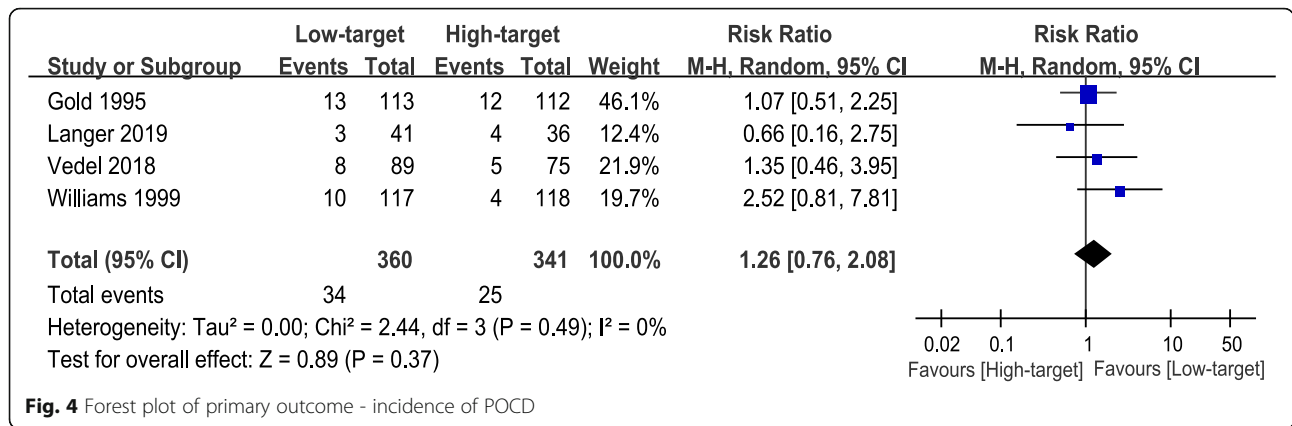 Low-target High-target Risk Ratio Risk Ratio
Study or Subgroup Events Total Events Total Weight M-H, Random, 95% CI M-H, Random, 95% CI
Gold 1995 13 113 12 112 46.1% 1.07 [0.51, 2.25]
Langer 2019 3 41 4 36 12.4% 0.66 [0.16, 2.75]
Vedel 2018 8 89 5 75 21.9% 1.35 [0.46, 3.95]
Williams 1999 10 117 4 118 19.7% 2.52 [0.81, 7.81]
Total (95% CI) 360 341 100.0% 1.26 [0.76, 2.08]
Total events 34 25
Heterogeneity: Tau² = 0.00; Chi² = 2.44, df = 3 (P = 0.49); I² = 0%
Test for overall effect: Z = 0.89 (P = 0.37)
0.02 0.1 1 10 50
Favours [High-target] Favours [Low-target]
Fig. 4 Forest plot of primary outcome - incidence of POCD